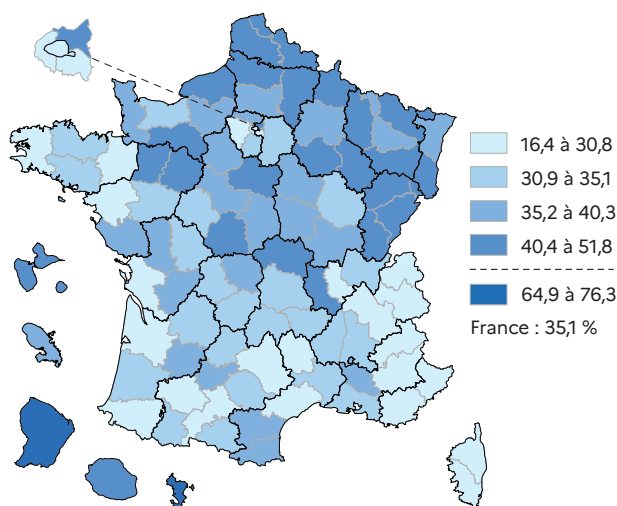 16,4 à 30,8
30,9 à 35,1
35,2 à 40,3
40,4 à 51,8
64,9 à 76,3
France : 35,1 %